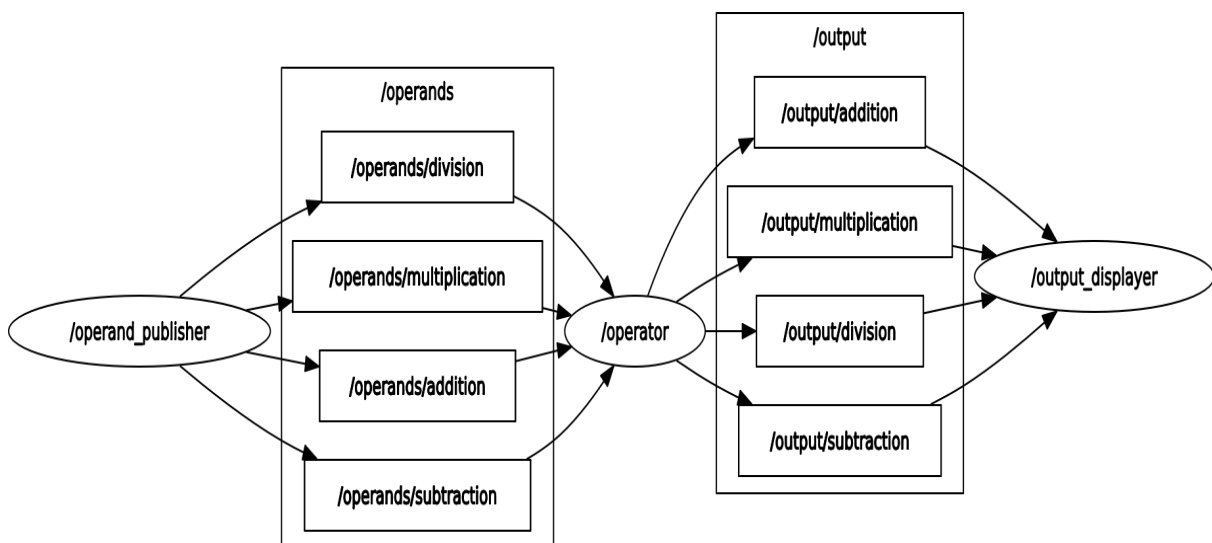 /operand_publisher
/operands
/operands/division
/operands/multiplication
/operands/addition
/operands/subtraction
/operator
/output
/output/addition
/output/multiplication
/output/division
/output/subtraction
/output_displayer